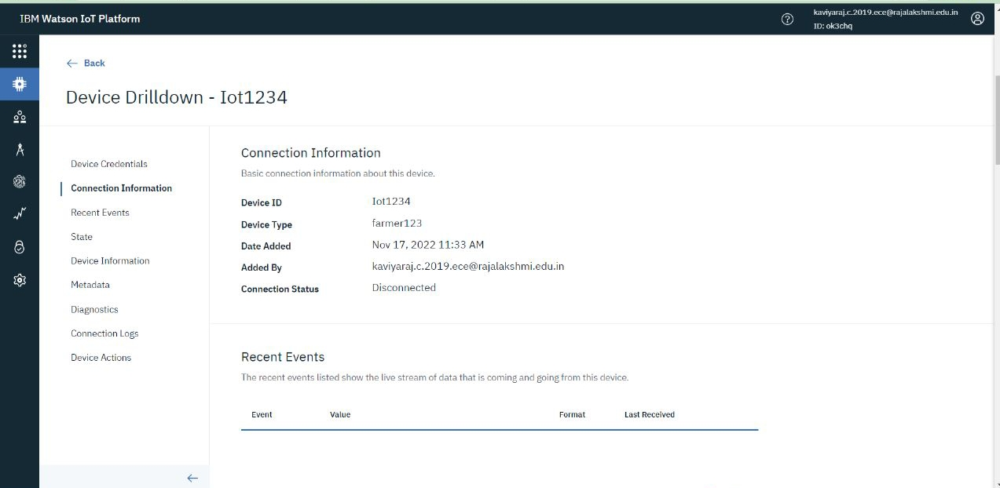 IBM Watson IoT Platform
kaviyaraj.c.2019.ece@rajalakshmi.edu.in
ID: ok3chq
Back
Device Drilldown - Iot1234
Device Credentials
Connection Information
Recent Events
State
Device Information
Metadata
Diagnostics
Connection Logs
Device Actions
Connection Information
Basic connection information about this device.
Device ID Iot1234
Device Type farmer123
Date Added Nov 17, 2022 11:33 AM
Added By kaviyaraj.c.2019.ece@rajalakshmi.edu.in
Connection Status Disconnected
Recent Events
The recent events listed show the live stream of data that is coming and going from this device.
Event Value Format Last Received